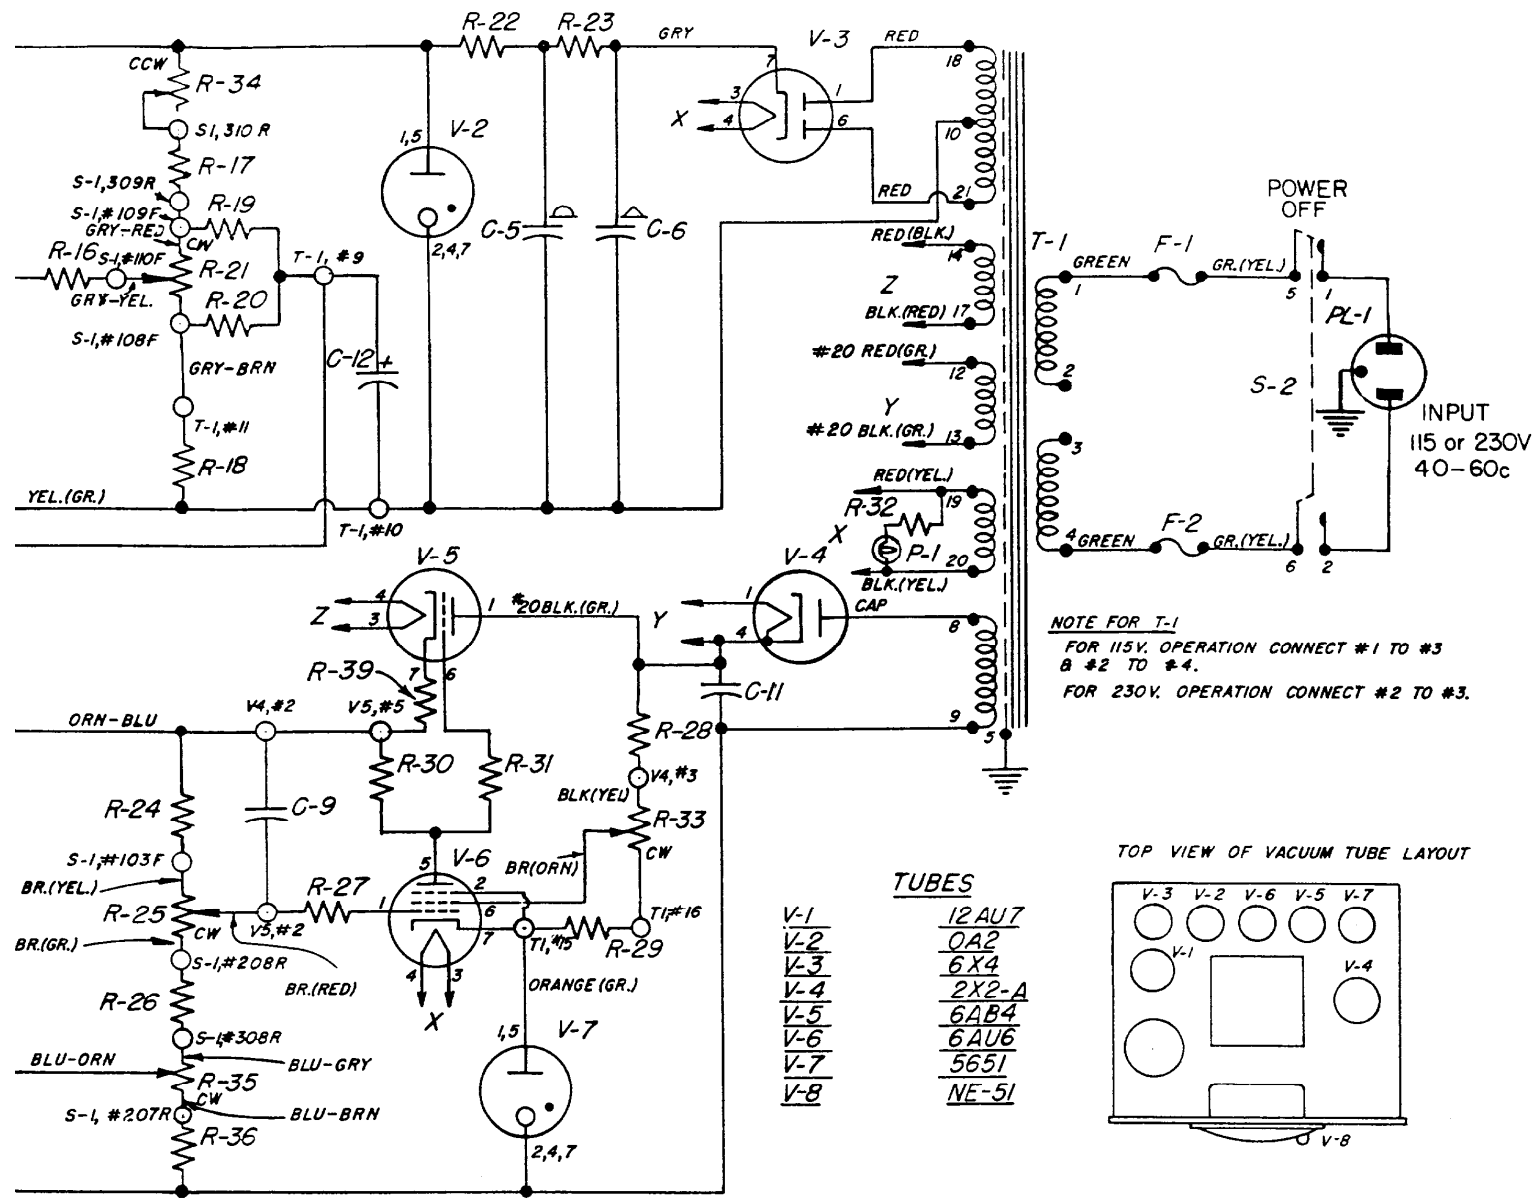 R-22 R-23
GRY
V-3
RED
CCW
R-34
7
18
S1, 310 R
3
4
X
1
6
10
1,5
V-2
R-17
S-1, 309R
RED
21
POWER
OFF
S-1, #109F
R-19
GRY-RED
CW
C-5
C-6
2,4,7
RED(BLK.)
14
T-1
F-1
R-16
S-1, #110F
T-1, #9
R-21
GREEN
GR.(YEL.)
1
5
1
GRY-YEL.
R-20
Z
BLK.(RED) 17
PL-1
S-1, #108F
C-12 +
#20 RED(GR.)
12
GRY-BRN
2
S-2
Y
INPUT
115 or 230V
40-60c
T-1, #11
#20 BLK.(GR.)
13
3
R-18
RED(YEL.)
19
YEL.(GR.)
R-32
T-1, #10
X
P-1
20
4
GREEN
F-2
GR.(YEL.)
6
2
V-5
V-4
BLK.(YEL.)
4
3
Z
1
#20 BLK.(GR.)
Y
1
4
CAP
8
NOTE FOR T-1
FOR 115V. OPERATION CONNECT #1 TO #3
& #2 TO #4.
FOR 230V. OPERATION CONNECT #2 TO #3.
R-39
7
6
C-11
V4, #2
V5, #5
ORN-BLU
9
5
R-28
R-30
R-31
V4, #3
BLK(YEL)
R-24
C-9
R-33
CW
S-1, #103F
5
V-6
BR(ORN)
BR.(YEL.)
R-27
2
6
7
1
R-25
CW
V5, #2
T1, #15
R-29
T1, #16
BR.(GR.)
S-1, #208R
BR.(RED)
4
3
X
ORANGE (GR.)
R-26
S-1, #308R
1,5
V-7
BLU-ORN
BLU-GRY
R-35
CW
BLU-BRN
S-1, #207R
R-36
2,4,7
TUBES
V-1 12AU7
V-2 OA2
V-3 6X4
V-4 2X2-A
V-5 6AB4
V-6 6AU6
V-7 5651
V-8 NE-51
TOP VIEW OF VACUUM TUBE LAYOUT
V-3 V-2 V-6 V-5 V-7
V-1
V-4
V-8